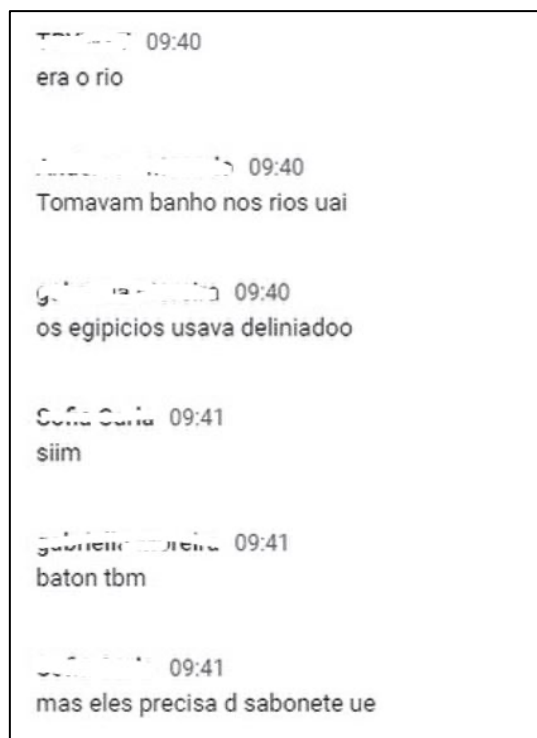 09:40
era o rio
09:40
Tomavam banho nos rios uai
09:40
os egipicios usava deliniadoo
09:41
siim
09:41
baton tbm
09:41
mas eles precisa d sabonete ue